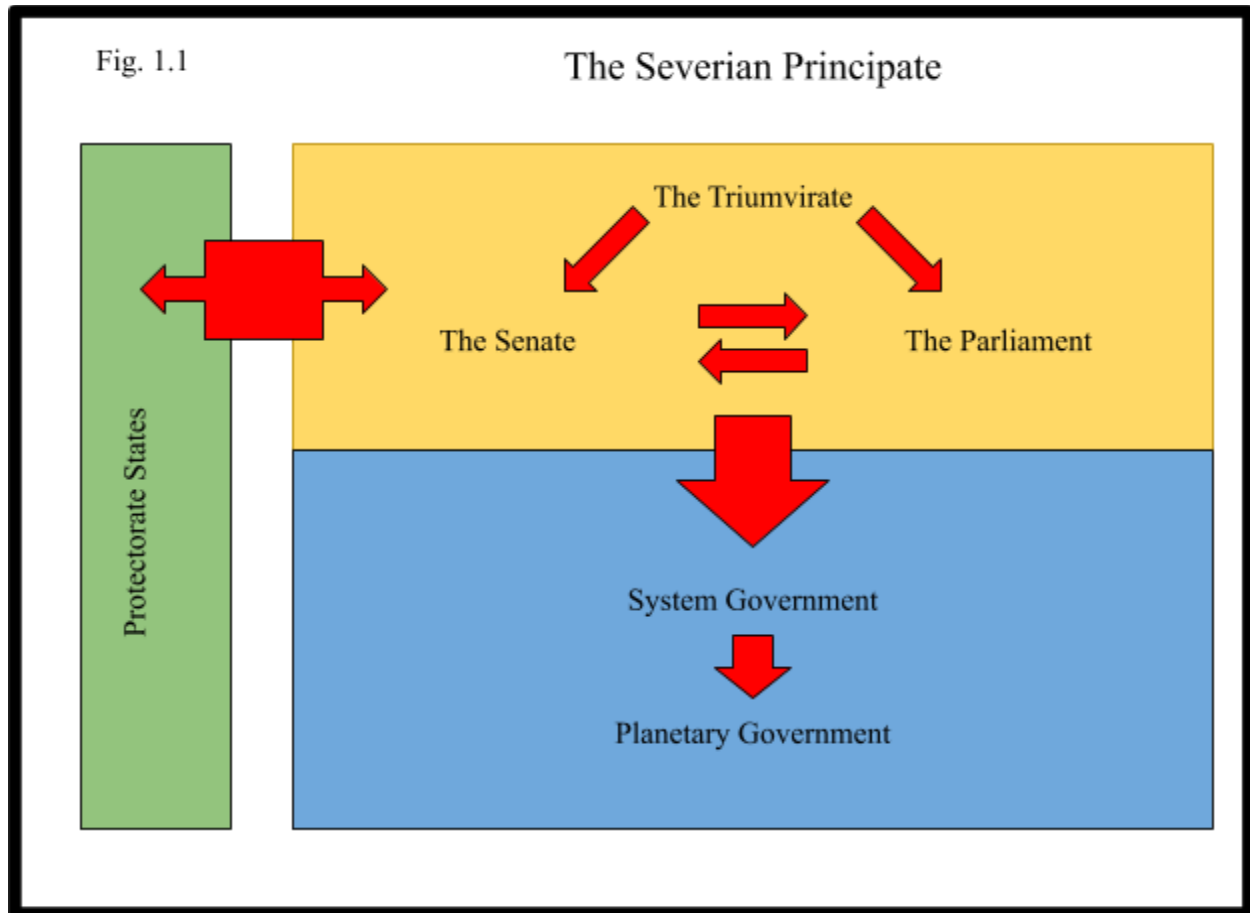 Fig. 1.1
The Severian Principate
The Triumvirate
The Senate
The Parliament
Protectorate States
System Government
Planetary Government